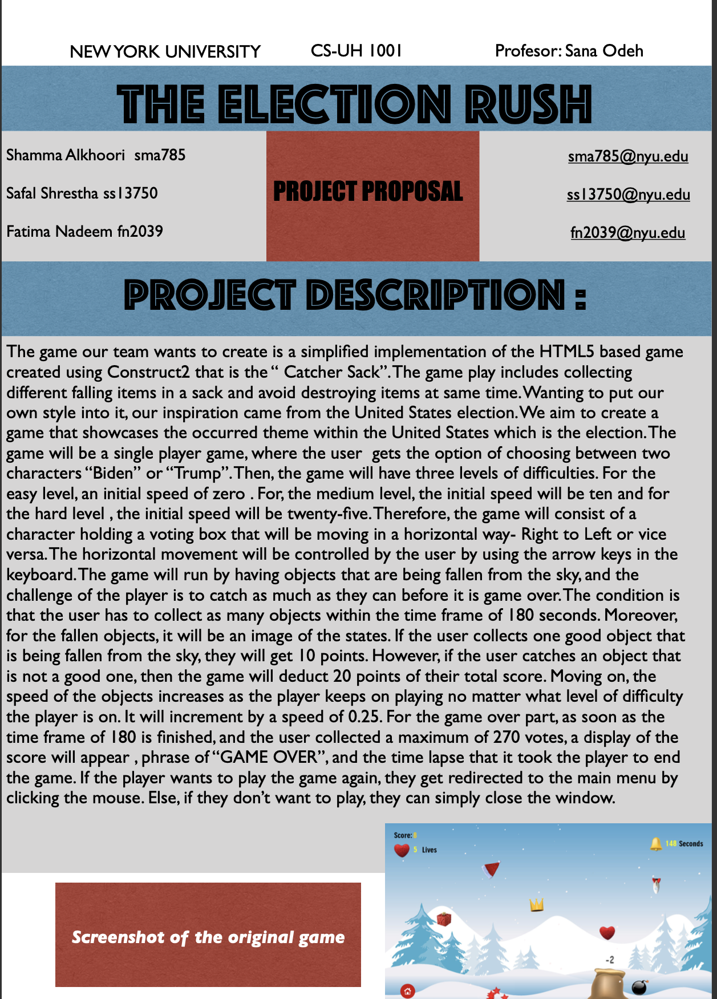 NEW YORK UNIVERSITY CS-UH 1001 Profesor: Sana Odeh
THE ELECTION RUSH
Shamma Alkhoori sma785
Safal Shrestha ss13750
Fatima Nadeem fn2039
PROJECT PROPOSAL
sma785@nyu.edu
ss13750@nyu.edu
fn2039@nyu.edu
PROJECT DESCRIPTION :
The game our team wants to create is a simplified implementation of the HTML5 based game
created using Construct2 that is the “ Catcher Sack”. The game play includes collecting
different falling items in a sack and avoid destroying items at same time. Wanting to put our
own style into it, our inspiration came from the United States election. We aim to create a
game that showcases the occurred theme within the United States which is the election. The
game will be a single player game, where the user gets the option of choosing between two
characters “Biden” or “Trump”. Then, the game will have three levels of difficulties. For the
easy level, an initial speed of zero . For, the medium level, the initial speed will be ten and for
the hard level , the initial speed will be twenty-five. Therefore, the game will consist of a
character holding a voting box that will be moving in a horizontal way- Right to Left or vice
versa. The horizontal movement will be controlled by the user by using the arrow keys in the
keyboard. The game will run by having objects that are being fallen from the sky, and the
challenge of the player is to catch as much as they can before it is game over. The condition is
that the user has to collect as many objects within the time frame of 180 seconds. Moreover,
for the fallen objects, it will be an image of the states. If the user collects one good object that
is being fallen from the sky, they will get 10 points. However, if the user catches an object that
is not a good one, then the game will deduct 20 points of their total score. Moving on, the
speed of the objects increases as the player keeps on playing no matter what level of difficulty
the player is on. It will increment by a speed of 0.25. For the game over part, as soon as the
time frame of 180 is finished, and the user collected a maximum of 270 votes, a display of the
score will appear , phrase of “GAME OVER”, and the time lapse that it took the player to end
the game. If the player wants to play the game again, they get redirected to the main menu by
clicking the mouse. Else, if they don’t want to play, they can simply close the window.
Score: 8
5 Lives
148 Seconds
-2
Screenshot of the original game